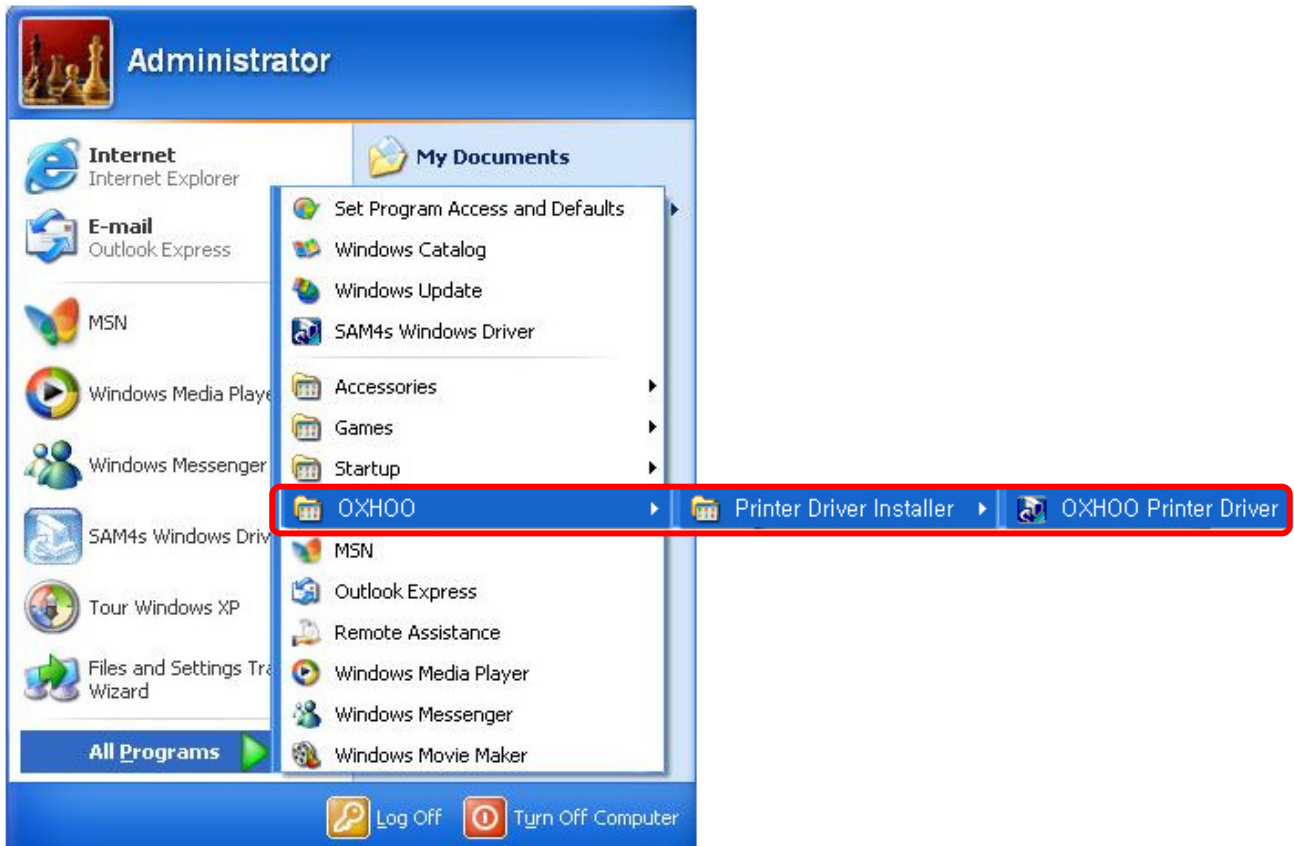 Administrator
Internet
Internet Explorer
E-mail
Outlook Express
MSN
Windows Media Playe
Windows Messenger
SAM4s Windows Driv
Tour Windows XP
Files and Settings Tra
Wizard
All Programs
My Documents
Set Program Access and Defaults
Windows Catalog
Windows Update
SAM4s Windows Driver
Accessories
Games
Startup
OXHOO
Printer Driver Installer
OXHOO Printer Driver
MSN
Outlook Express
Remote Assistance
Windows Media Player
Windows Messenger
Windows Movie Maker
Log Off
Turn Off Computer